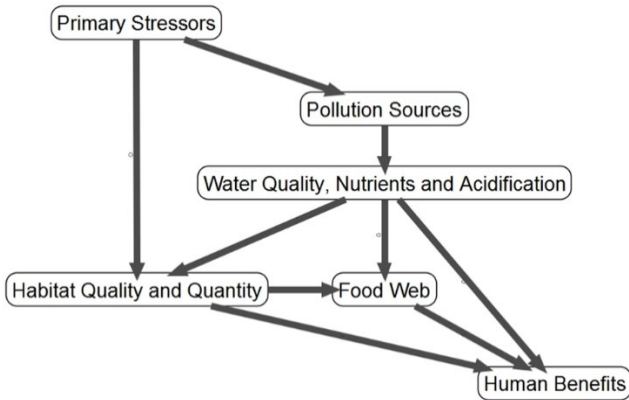 Primary Stressors
Pollution Sources
Water Quality, Nutrients and Acidification
Habitat Quality and Quantity
Food Web
Human Benefits